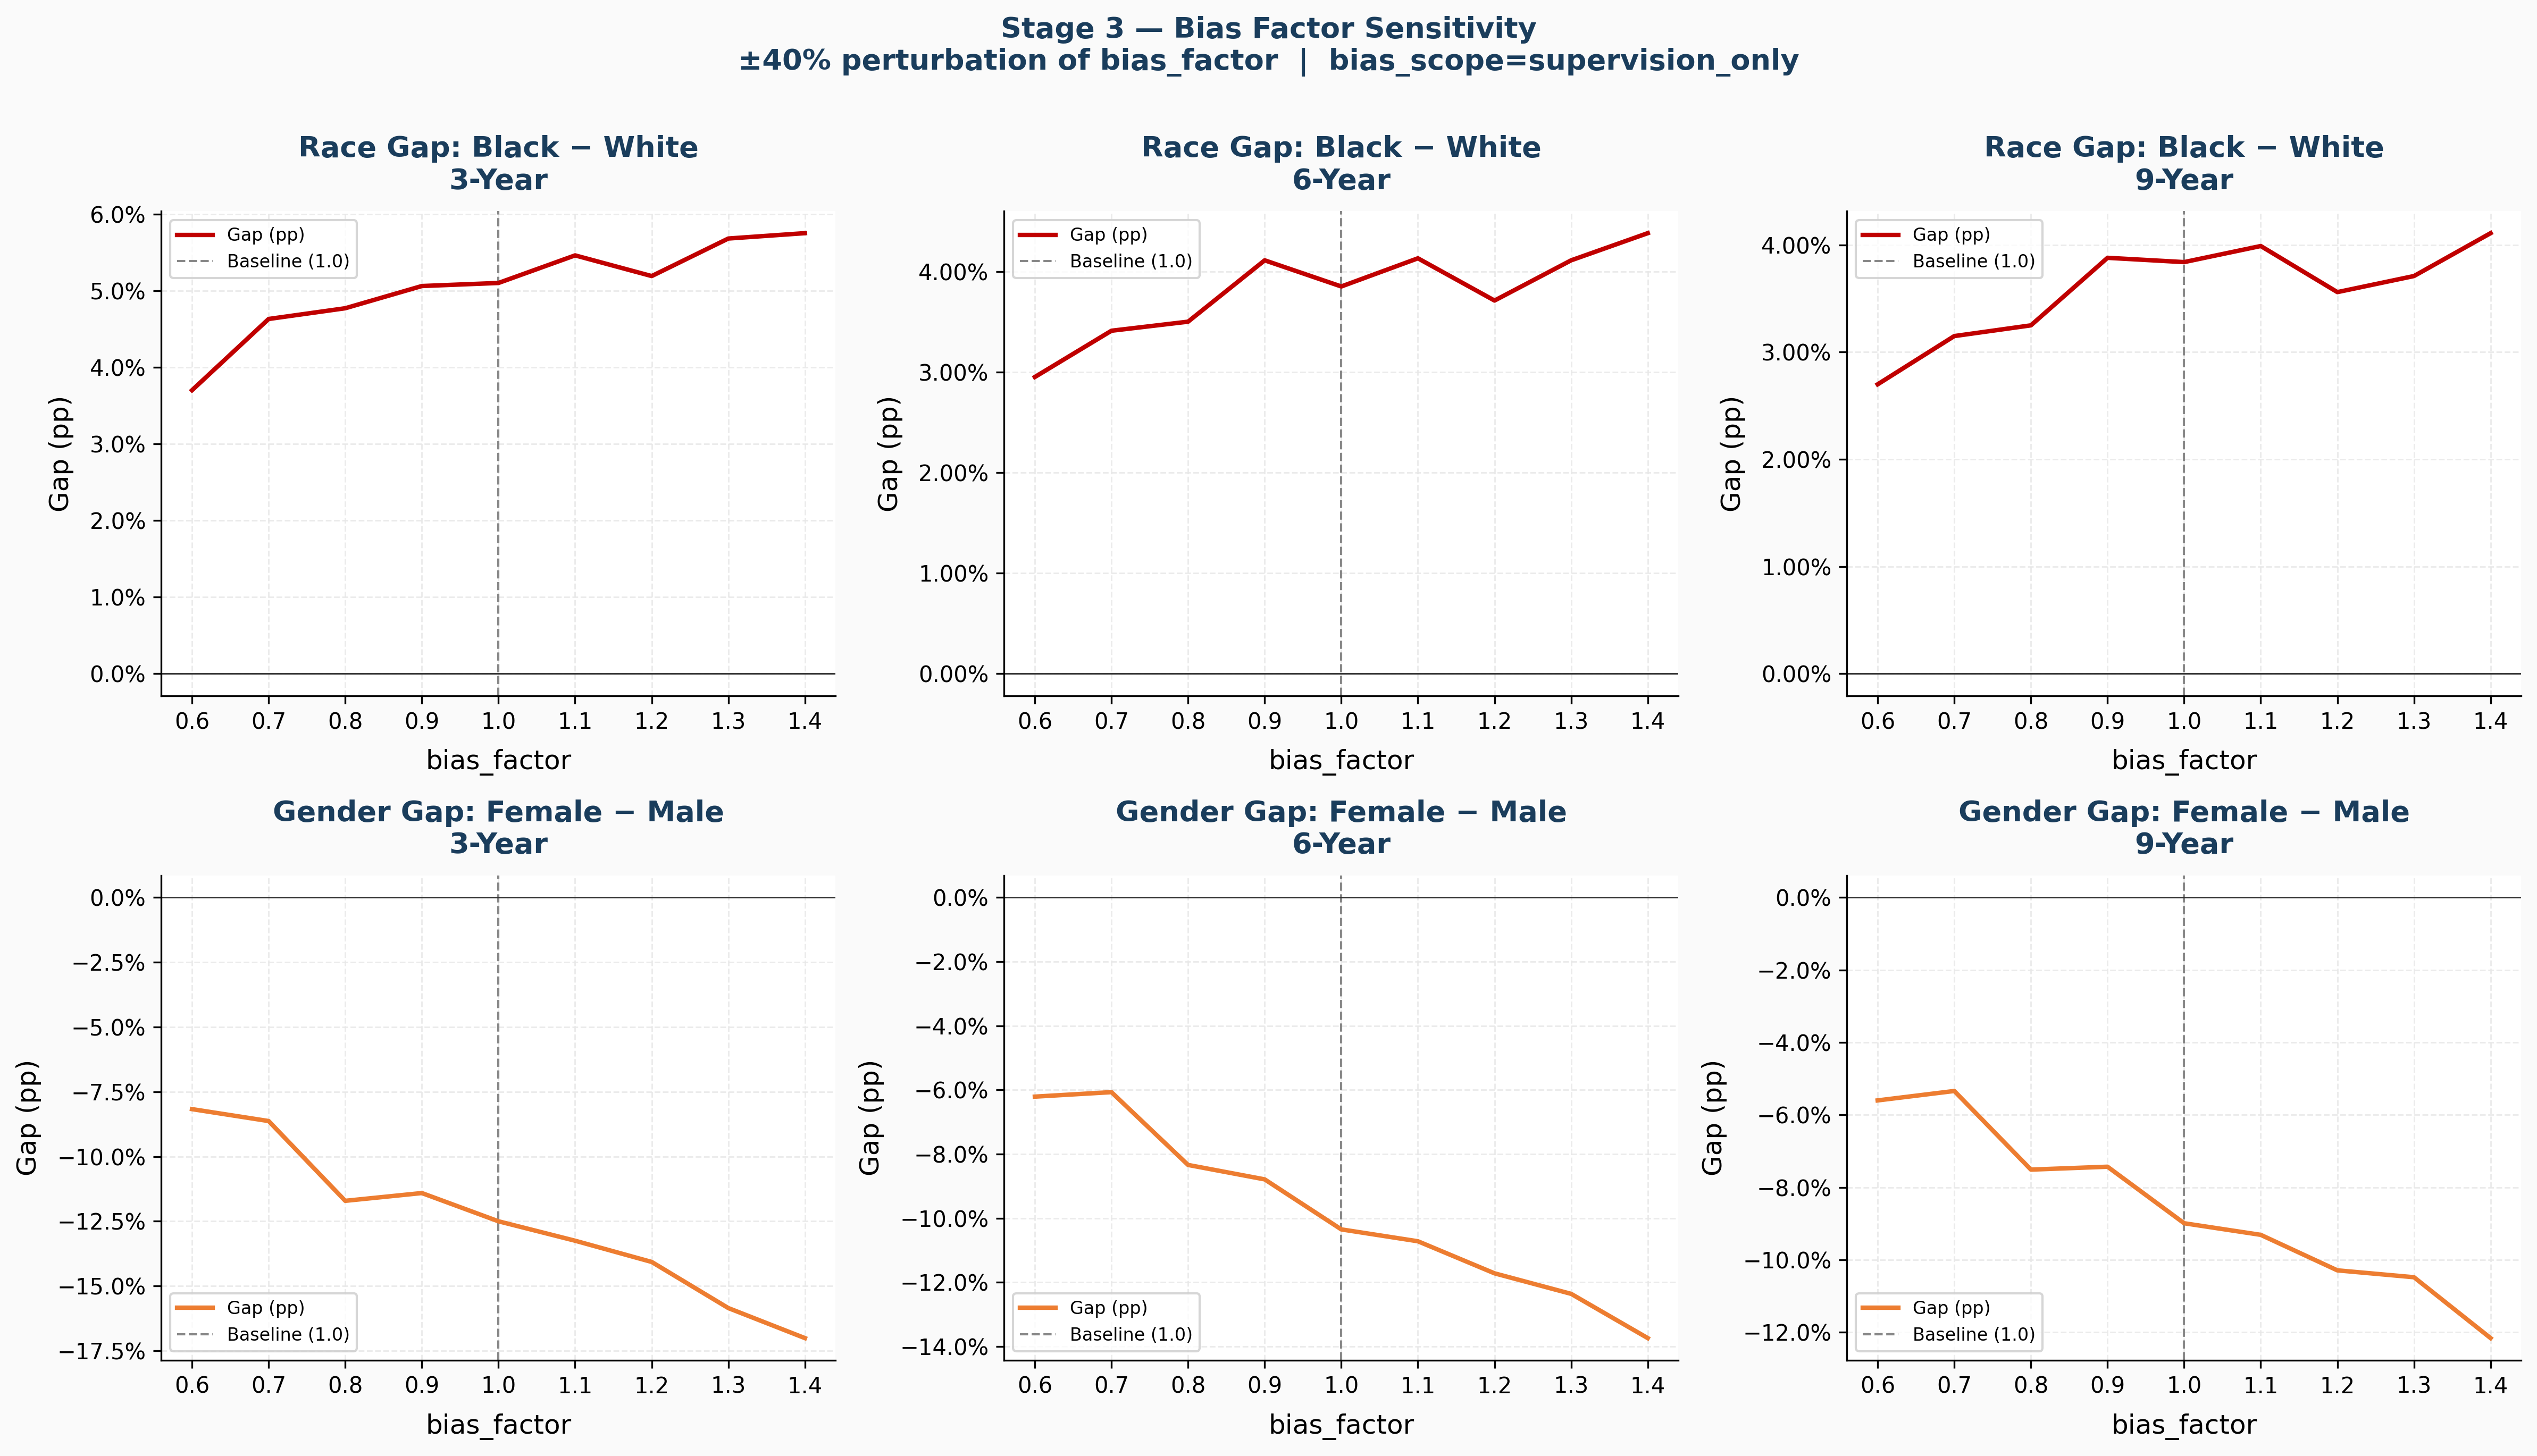 Stage 3 — Bias Factor Sensitivity
±40% perturbation of bias_factor | bias_scope=supervision_only
Race Gap: Black − White
3-Year
Gap (pp)
Baseline (1.0)
6.0%
5.0%
4.0%
3.0%
2.0%
1.0%
0.0%
Gap (pp)
0.6 0.7 0.8 0.9 1.0 1.1 1.2 1.3 1.4
bias_factor
Race Gap: Black − White
6-Year
Gap (pp)
Baseline (1.0)
4.00%
3.00%
2.00%
1.00%
0.00%
Gap (pp)
0.6 0.7 0.8 0.9 1.0 1.1 1.2 1.3 1.4
bias_factor
Race Gap: Black − White
9-Year
Gap (pp)
Baseline (1.0)
4.00%
3.00%
2.00%
1.00%
0.00%
Gap (pp)
0.6 0.7 0.8 0.9 1.0 1.1 1.2 1.3 1.4
bias_factor
Gender Gap: Female − Male
3-Year
0.0%
−2.5%
−5.0%
−7.5%
−10.0%
−12.5%
−15.0%
−17.5%
Gap (pp)
Gap (pp)
Baseline (1.0)
0.6 0.7 0.8 0.9 1.0 1.1 1.2 1.3 1.4
bias_factor
Gender Gap: Female − Male
6-Year
0.0%
−2.0%
−4.0%
−6.0%
−8.0%
−10.0%
−12.0%
−14.0%
Gap (pp)
Gap (pp)
Baseline (1.0)
0.6 0.7 0.8 0.9 1.0 1.1 1.2 1.3 1.4
bias_factor
Gender Gap: Female − Male
9-Year
0.0%
−2.0%
−4.0%
−6.0%
−8.0%
−10.0%
−12.0%
Gap (pp)
Gap (pp)
Baseline (1.0)
0.6 0.7 0.8 0.9 1.0 1.1 1.2 1.3 1.4
bias_factor